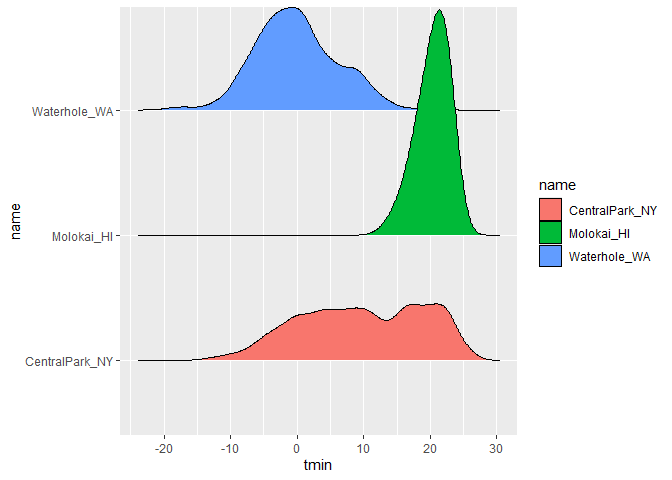 Waterhole_WA
Molokai_HI
CentralPark_NY
name
-20
-10
0
10
20
30
tmin
name
CentralPark_NY
Molokai_HI
Waterhole_WA